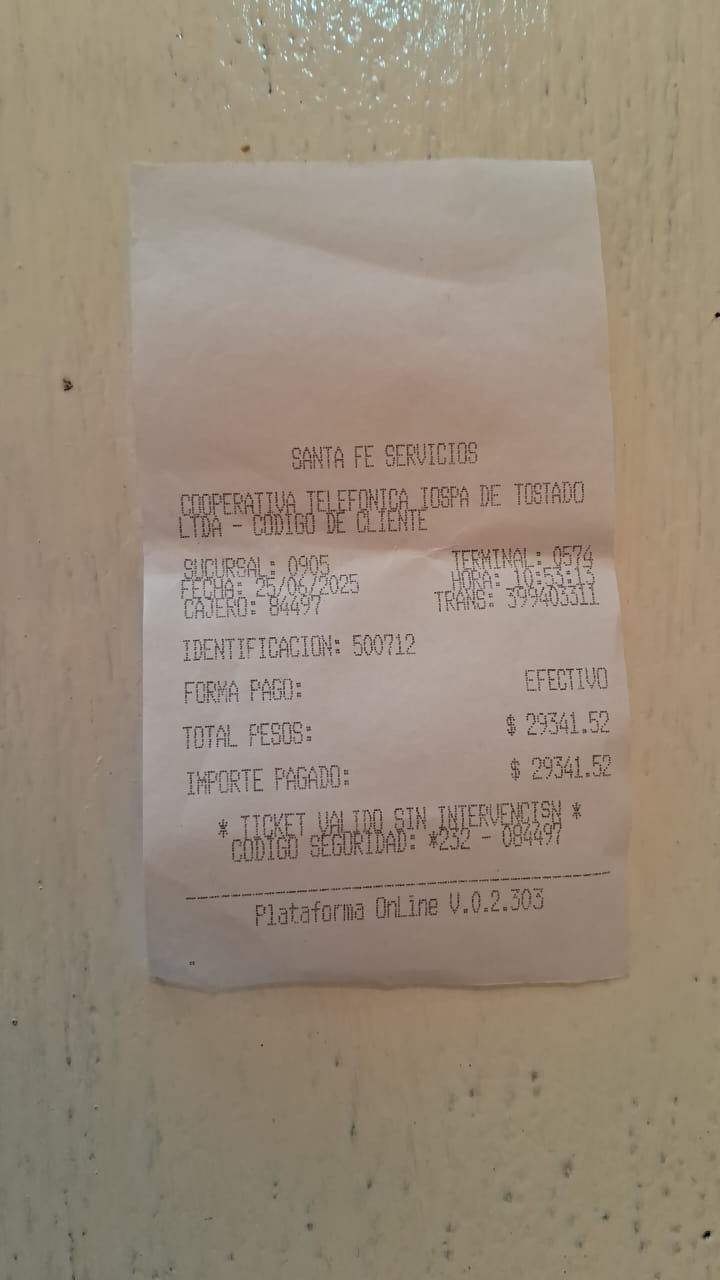 SANTA FE SERVICIOS
COOPERATIVA TELEFONICA IOSPA DE TOSTADO
LTDA - CODIGO DE CLIENTE
SUCURSAL: 0905 TERMINAL: 0574
FECHA: 25/06/2025 HORA: 10:53:13
CAJERO: 84497 TRANS: 399403311
IDENTIFICACION: 500712
FORMA PAGO: EFECTIVO
TOTAL PESOS: $ 29341.52
IMPORTE PAGADO: $ 29341.52
* TICKET VALIDO SIN INTERVENCISN *
CODIGO SEGURIDAD: *232 - 084497
Plataforma OnLine V.0.2.303